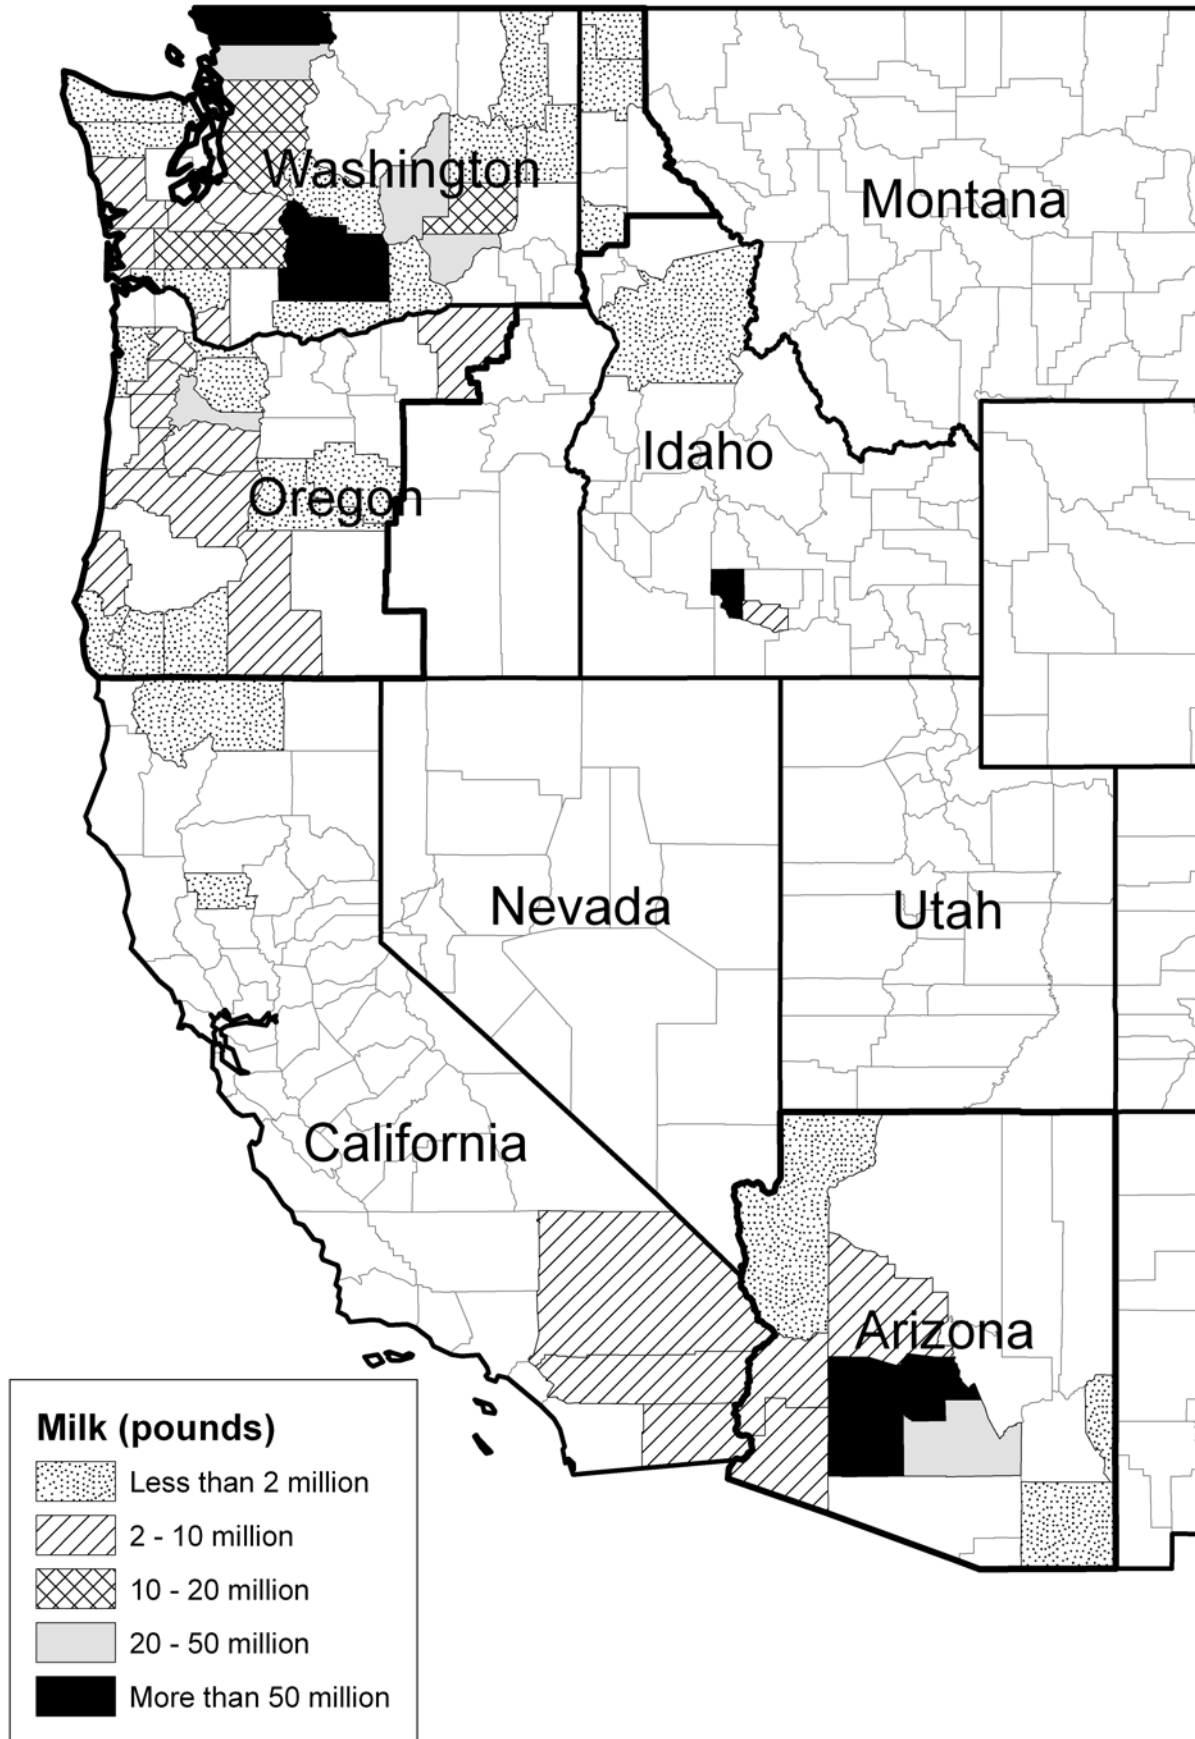 Washington
Montana
Idaho
Oregon
Nevada
Utah
California
Arizona
Milk (pounds)
Less than 2 million
2 - 10 million
10 - 20 million
20 - 50 million
More than 50 million